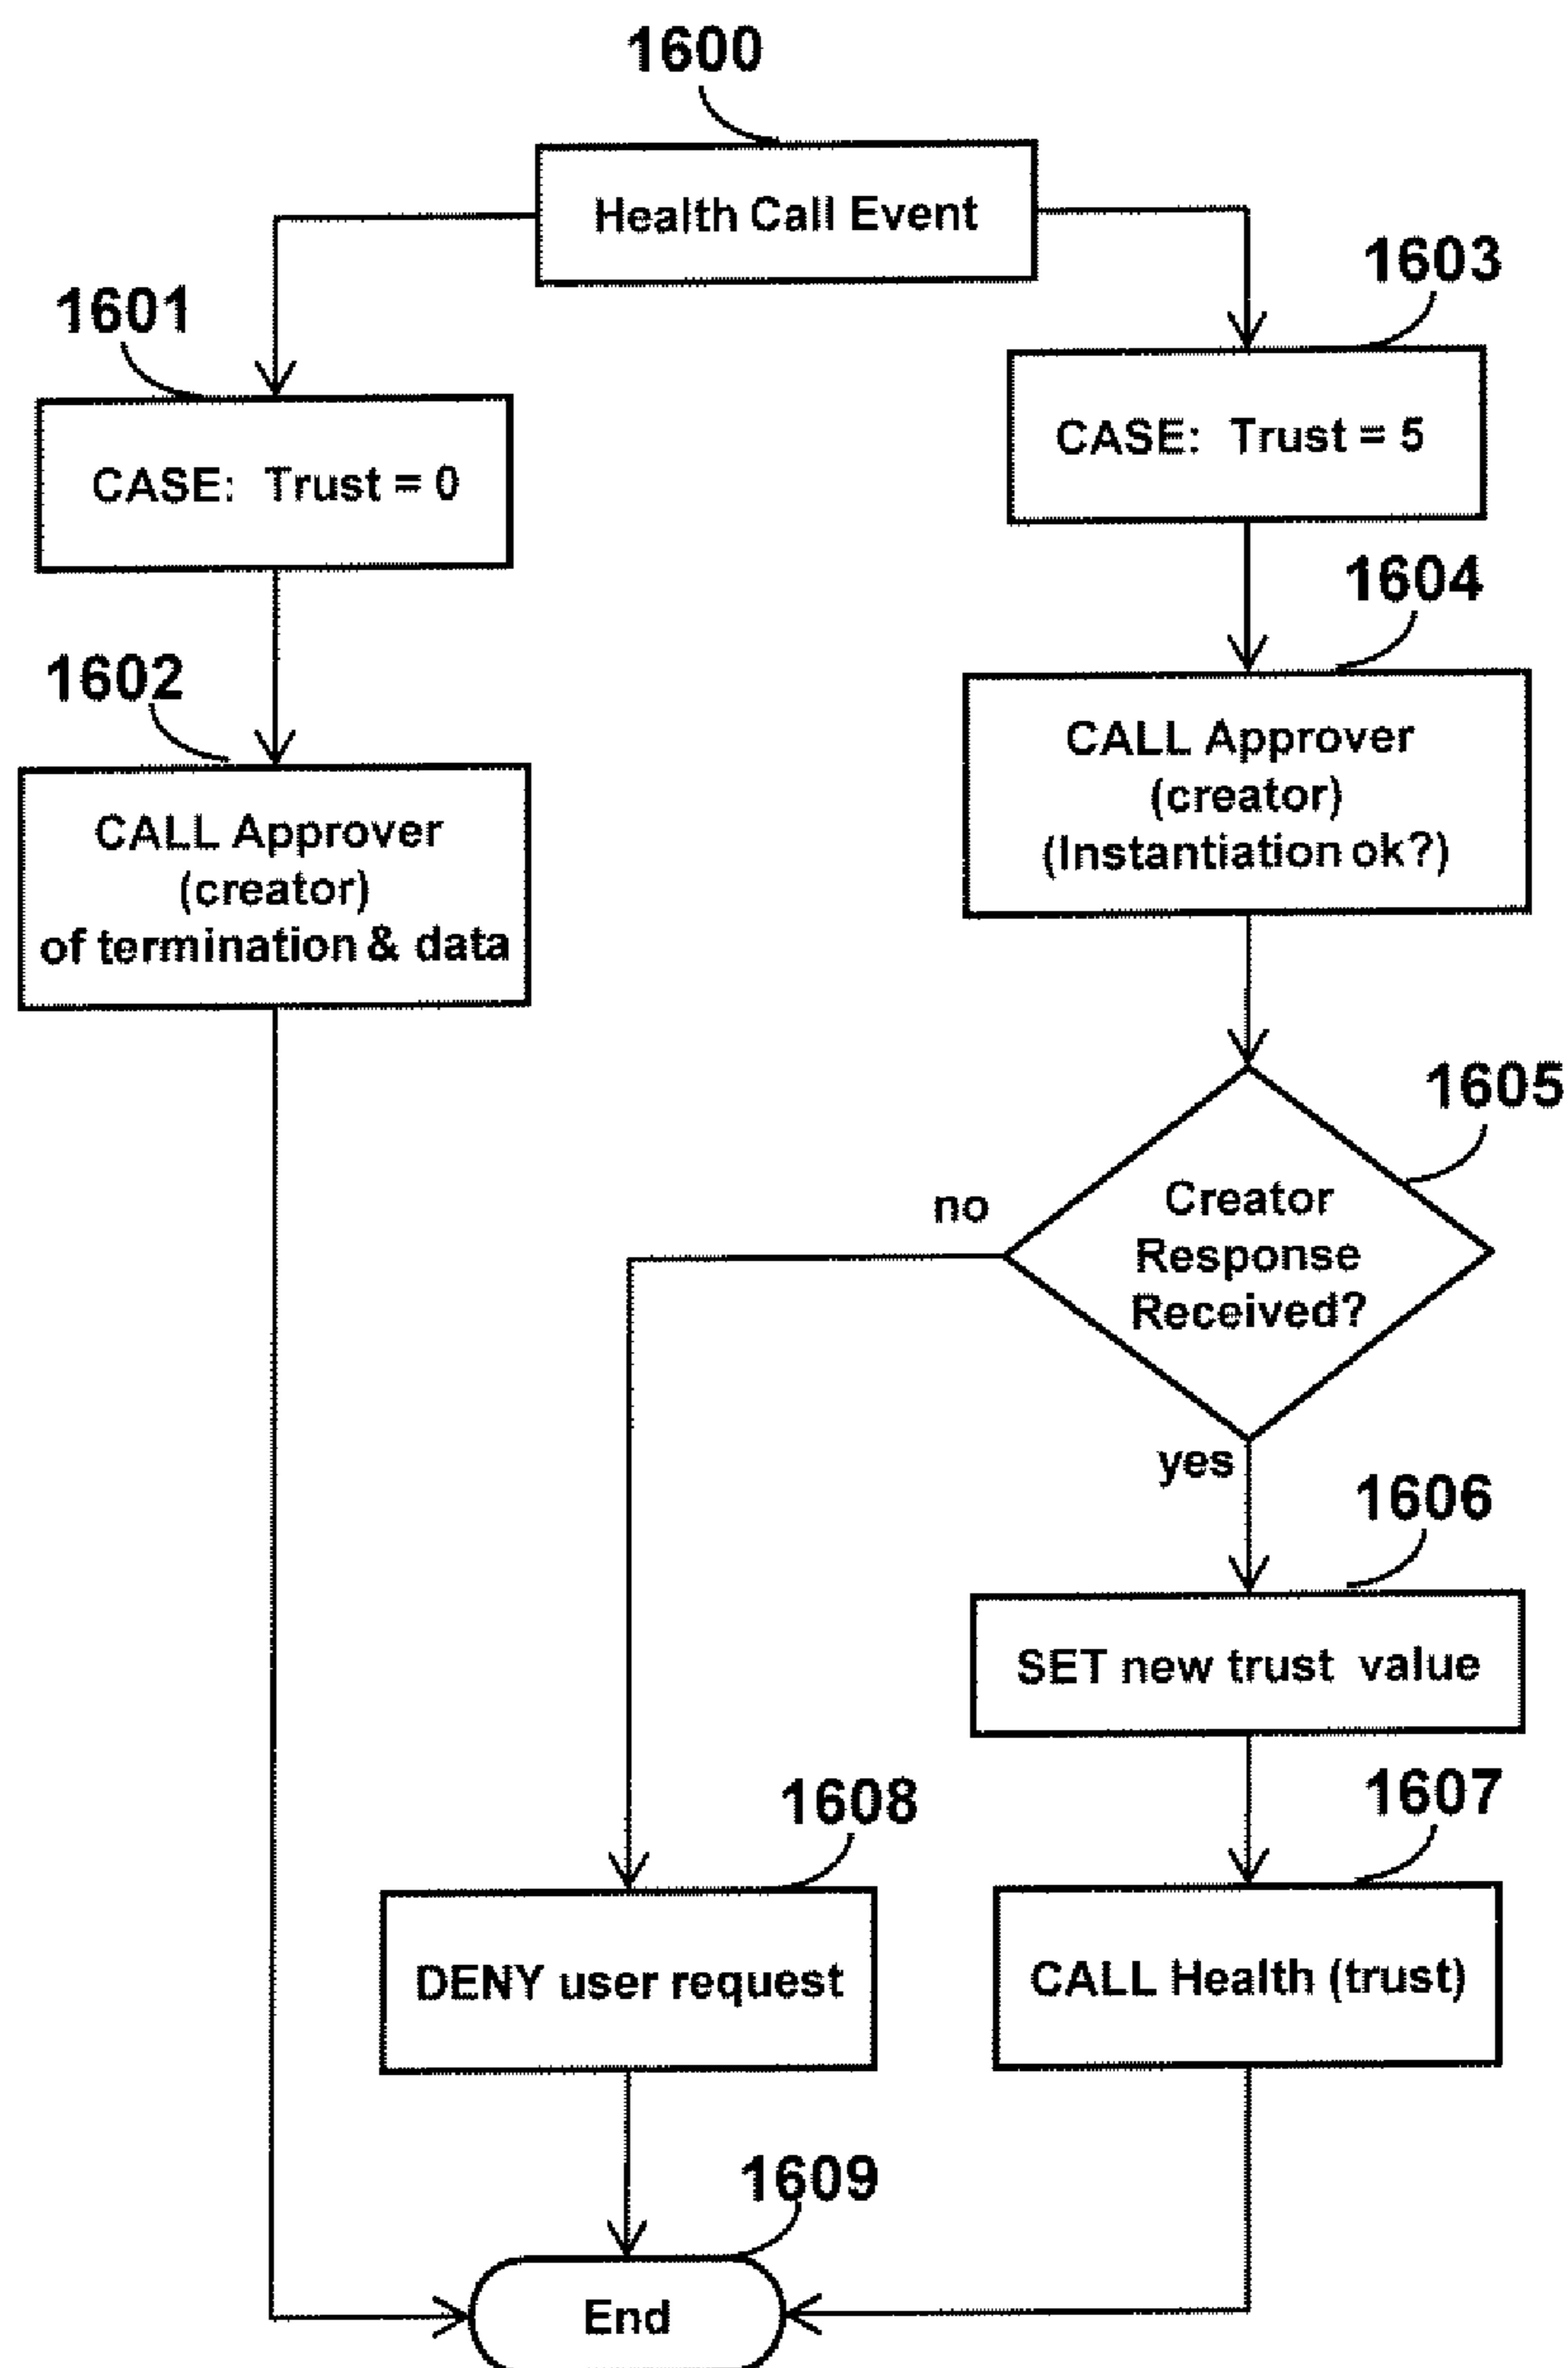 1600
Health Call Event
1603
1601
CASE: Trust = 5
CASE: Trust = 0
1604
1602
CALL Approver
(creator)
(Instantiation ok?)
CALL Approver
(creator)
of termination & data
1605
no
Creator
Response
Received?
yes
1606
SET new trust value
1607
1608
CALL Health (trust)
DENY user request
1609
End